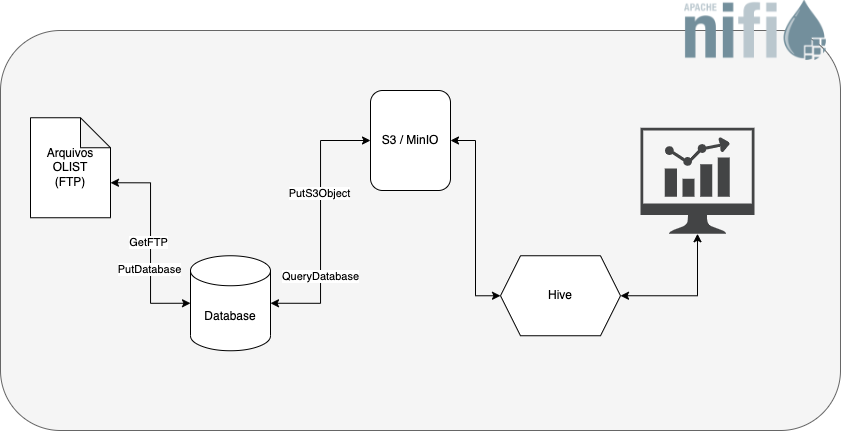 APACHE
nifi
Arquivos
OLIST
(FTP)
GetFTP
PutDatabase
Database
S3 / MinIO
PutS3Object
QueryDatabase
Hive